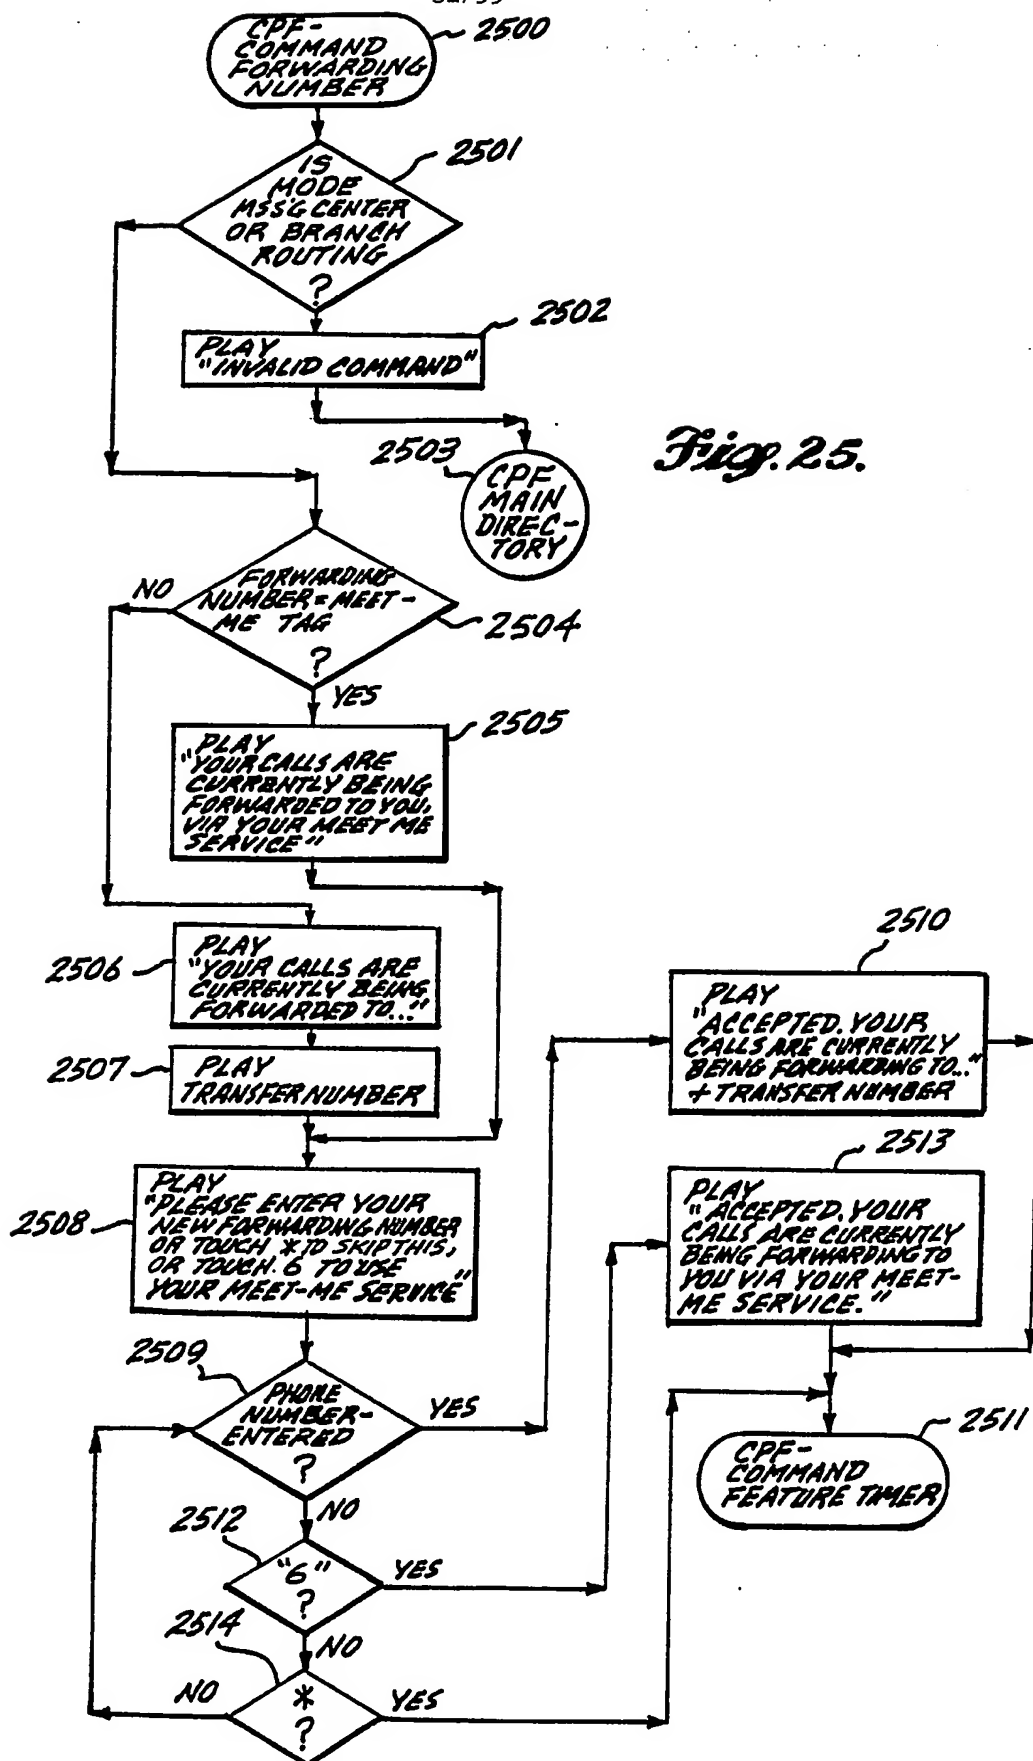 CPF-
COMMAND
FORWARDING
NUMBER
2500
2501
IS
MODE
MSS'G CENTER
OR BRANCH
ROUTING
?
2502
PLAY
"INVALID COMMAND"
2503
CPF
MAIN
DIREC-
TORY
Fig. 25.
NO
FORWARDING
NUMBER = MEET-
ME TAG
?
2504
YES
2505
PLAY
"YOUR CALLS ARE
CURRENTLY BEING
FORWARDED TO YOU,
VIA YOUR MEET ME
SERVICE"
2506
PLAY
"YOUR CALLS ARE
CURRENTLY BEING
FORWARDED TO..."
2507
PLAY
TRANSFER NUMBER
2508
PLAY
"PLEASE ENTER YOUR
NEW FORWARDING NUMBER
OR TOUCH * TO SKIP THIS,
OR TOUCH 6 TO USE
YOUR MEET-ME SERVICE"
2510
PLAY
"ACCEPTED. YOUR
CALLS ARE CURRENTLY
BEING FORWARDING TO..."
+ TRANSFER NUMBER
2513
PLAY
"ACCEPTED. YOUR
CALLS ARE CURRENTLY
BEING FORWARDING TO
YOU VIA YOUR MEET-
ME SERVICE."
2509
PHONE
NUMBER-
ENTERED
?
YES
NO
2511
CPF-
COMMAND
FEATURE TIMER
2512
"6"
?
YES
NO
2514
*
?
NO
YES